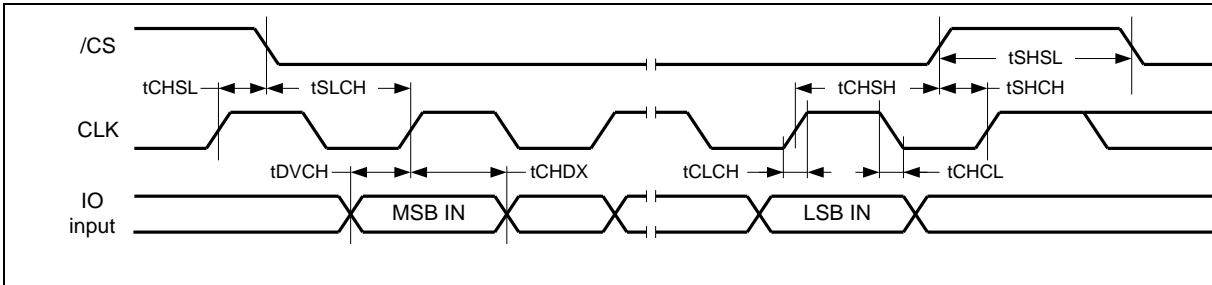 /CS
tSHSL
tCHSL
tSLCH
tCHSH
tSHCH
CLK
tDVCH
tCHDX
tCLCH
tCHCL
IO
input
MSB IN
LSB IN